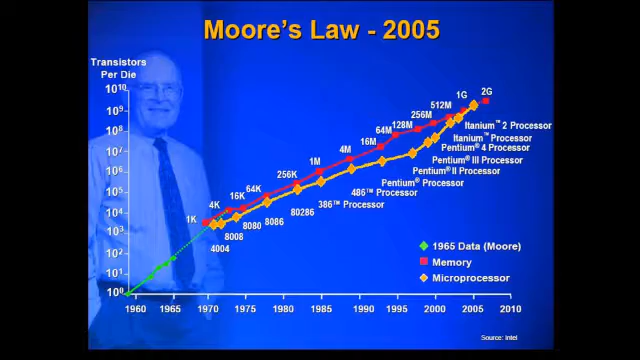 Moore's Law - 2005
Transistors
Per Die
10^10
10^9
10^8
10^7
10^6
10^5
10^4
10^3
10^2
10^1
10^0
1K
4K
16K
64K
256K
1M
4M
16M
64M
128M
256M
512M
1G
2G
4004
8008
8080
8086
80286
386™ Processor
486™ Processor
Pentium® Processor
Pentium® II Processor
Pentium® III Processor
Pentium® 4 Processor
Itanium™ Processor
Itanium™ 2 Processor
1965 Data (Moore)
Memory
Microprocessor
1960 1965 1970 1975 1980 1985 1990 1995 2000 2005 2010
Source: Intel